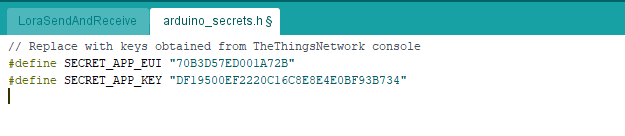 LoraSendAndReceive
arduino_secrets.h §
// Replace with keys obtained from TheThingsNetwork console
#define SECRET_APP_EUI "70B3D57ED001A72B"
#define SECRET_APP_KEY "DF19500EF2220C16C8E8E4E0BF93B734"